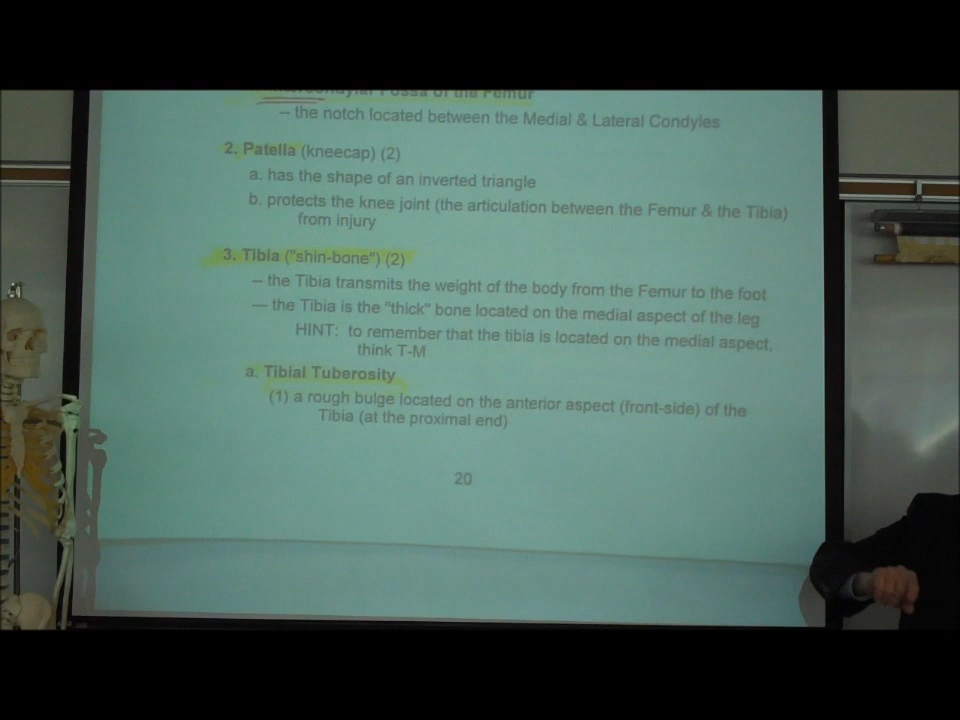 Fossa of the Femur
-- the notch located between the Medial & Lateral Condyles
2. Patella (kneecap) (2)
a. has the shape of an inverted triangle
b. protects the knee joint (the articulation between the Femur & the Tibia)
from injury
3. Tibia ("shin-bone") (2)
-- the Tibia transmits the weight of the body from the Femur to the foot
-- the Tibia is the "thick" bone located on the medial aspect of the leg
HINT: to remember that the tibia is located on the medial aspect,
think T-M
a. Tibial Tuberosity
(1) a rough bulge located on the anterior aspect (front-side) of the
Tibia (at the proximal end)
20